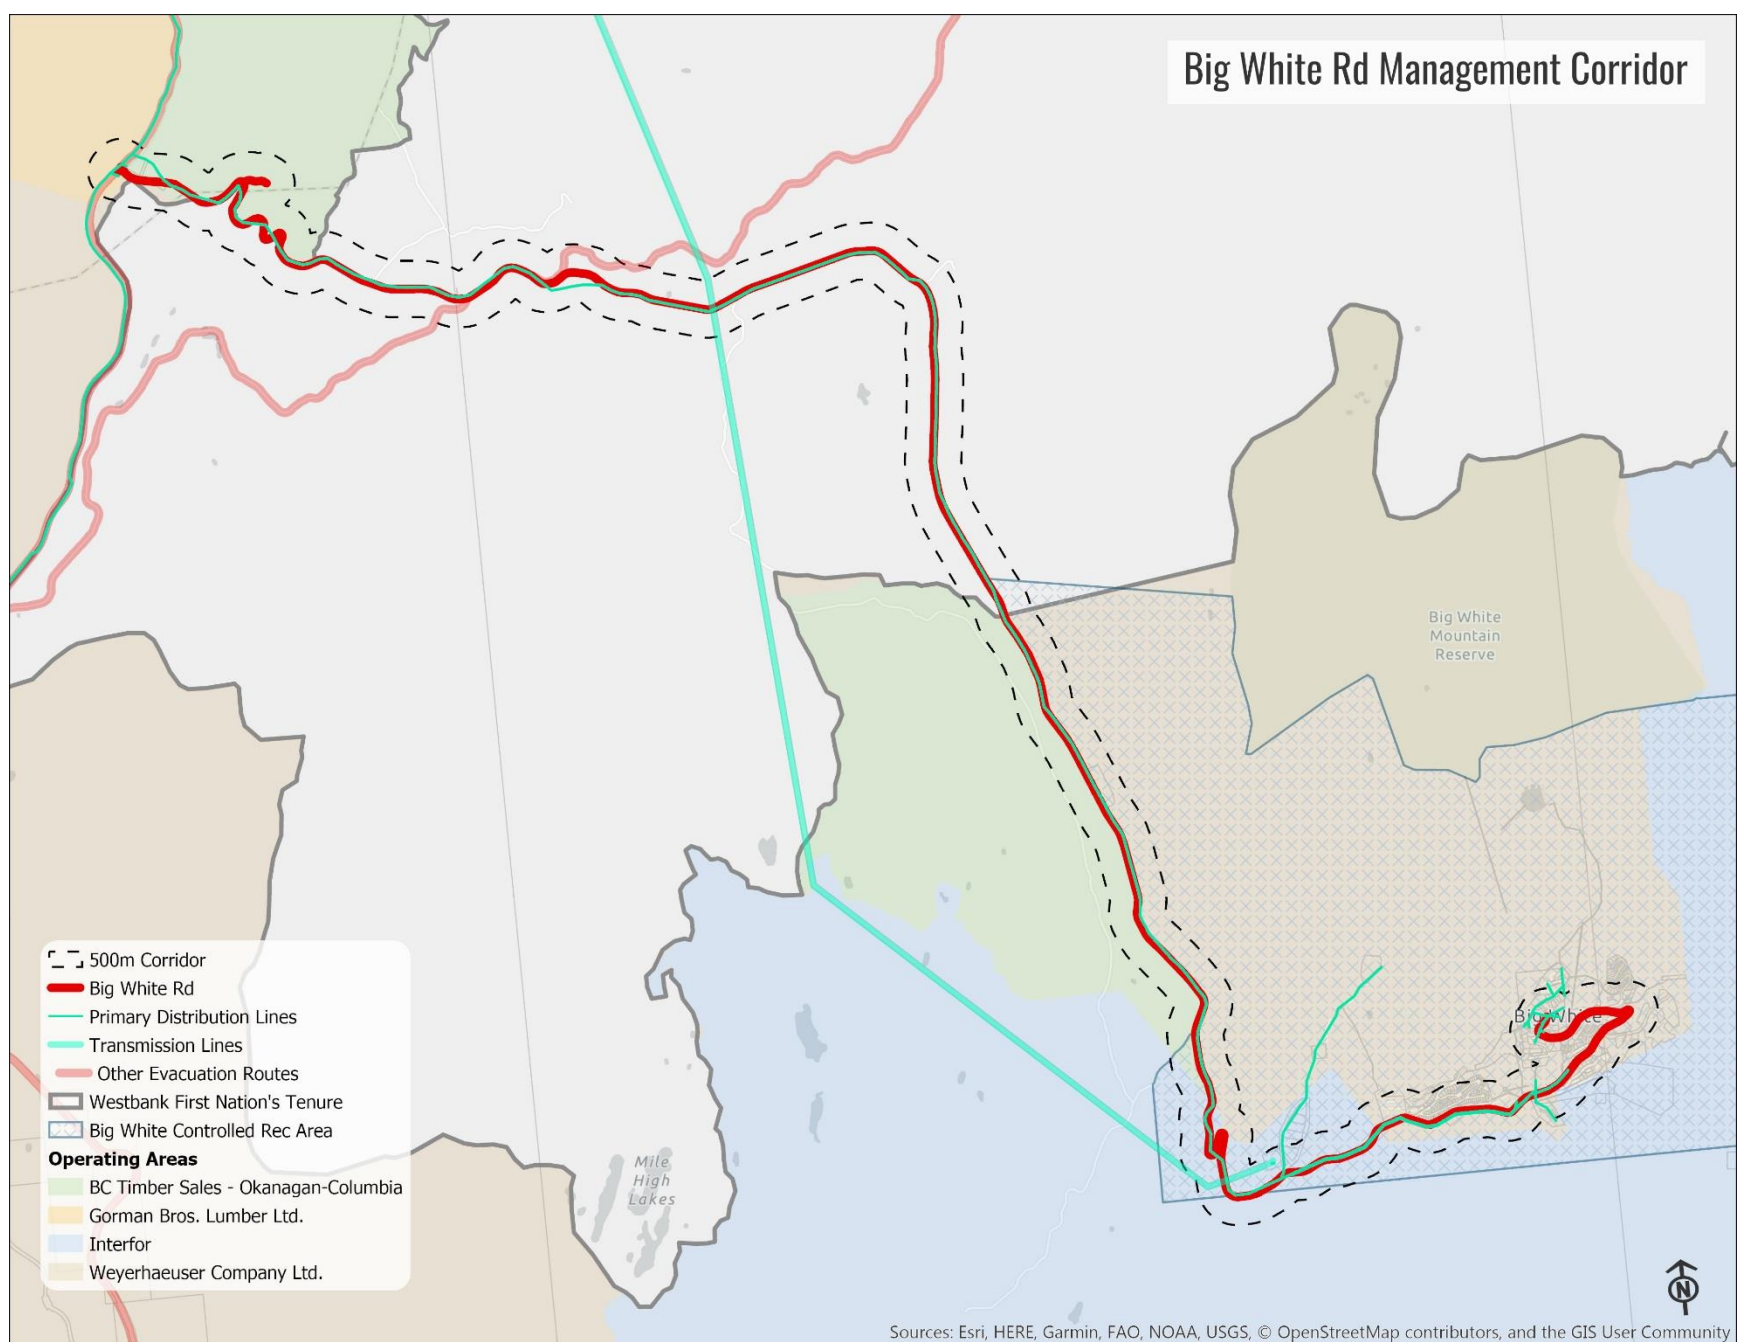 Big White Rd Management Corridor
Big White
Mountain
Reserve
Big White
Mile
High
Lakes
500m Corridor
Big White Rd
Primary Distribution Lines
Transmission Lines
Other Evacuation Routes
Westbank First Nation's Tenure
Big White Controlled Rec Area
Operating Areas
BC Timber Sales - Okanagan-Columbia
Gorman Bros. Lumber Ltd.
Interfor
Weyerhaeuser Company Ltd.
N
Sources: Esri, HERE, Garmin, FAO, NOAA, USGS, © OpenStreetMap contributors, and the GIS User Community